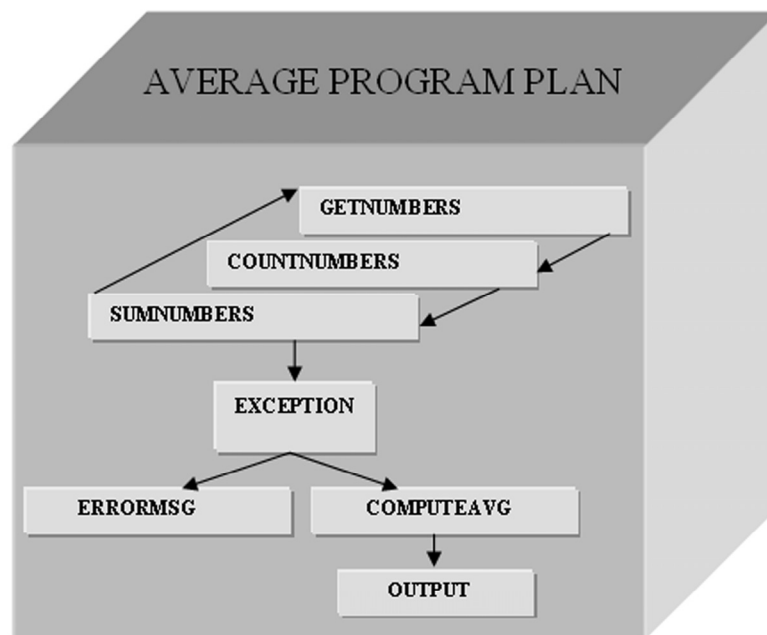 AVERAGE PROGRAM PLAN
GETNUMBERS
COUNTNUMBERS
SUMNUMBERS
EXCEPTION
ERRORMSG
COMPUTEAVG
OUTPUT